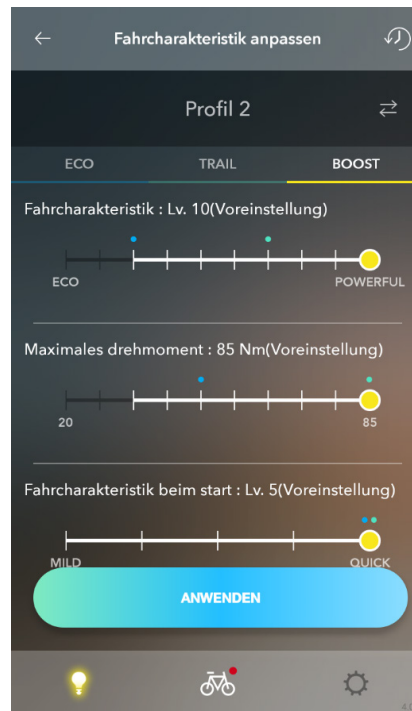 Fahrcharakteristik anpassen
Profil 2
ECO TRAIL BOOST
Fahrcharakteristik : Lv. 10(Voreinstellung)
ECO POWERFUL
Maximales drehmoment : 85 Nm(Voreinstellung)
20 85
Fahrcharakteristik beim start : Lv. 5(Voreinstellung)
MILD QUICK
ANWENDEN